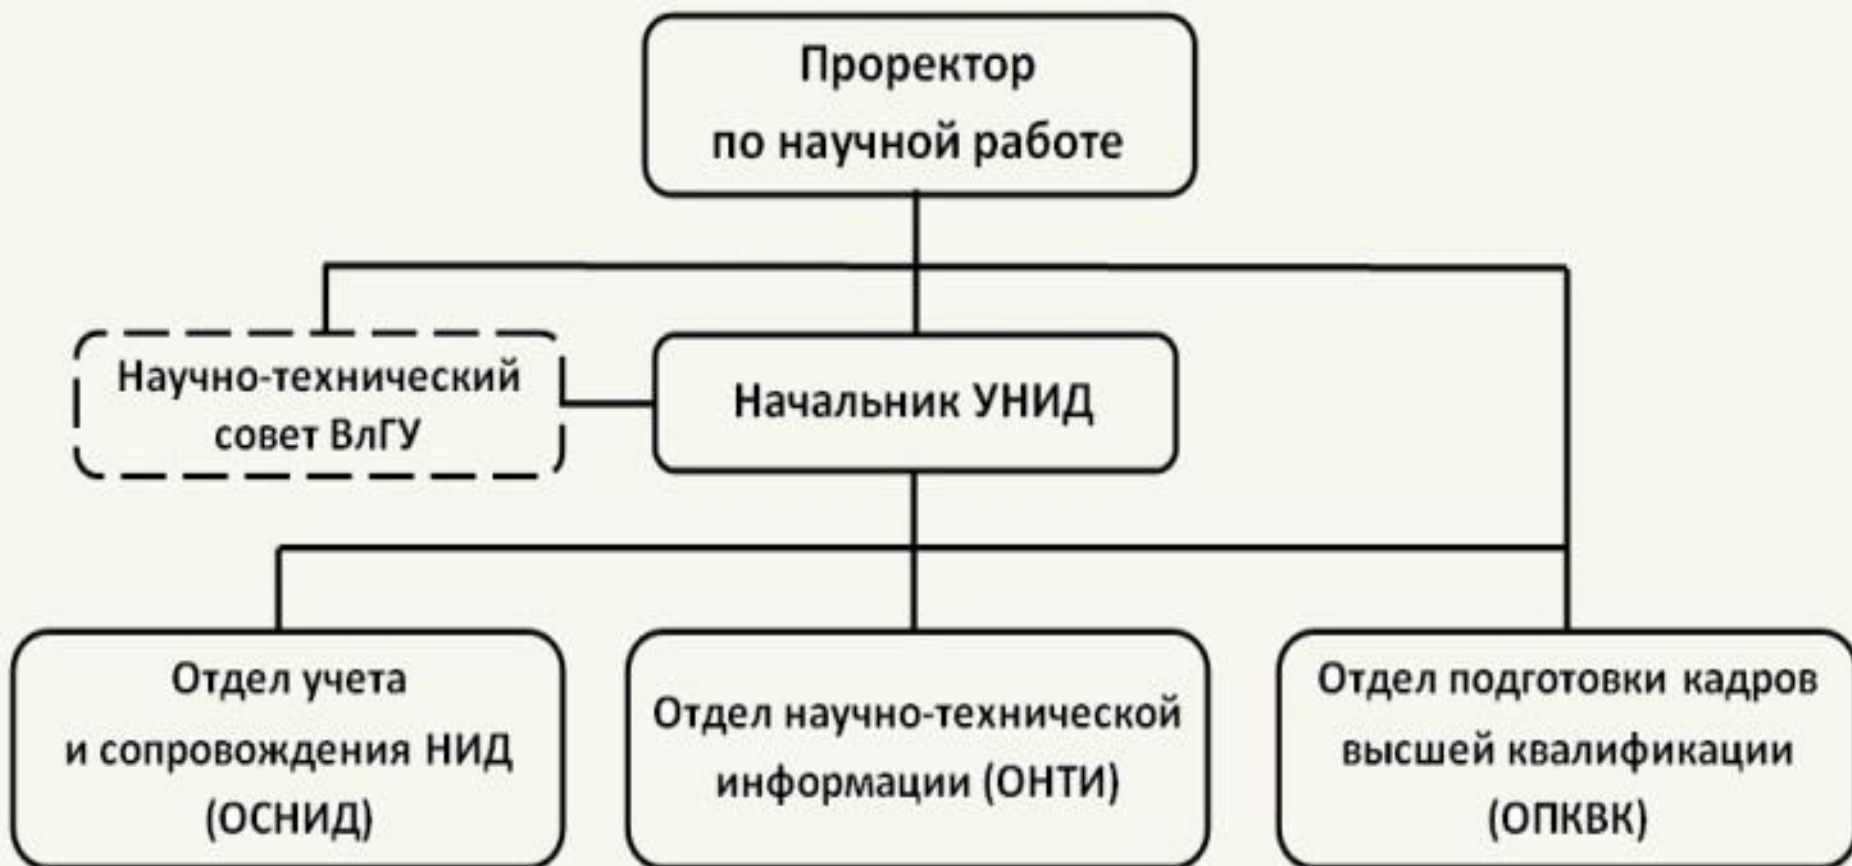 Проректор
по научной работе
Научно-технический
совет ВлГУ
Начальник УНИД
Отдел учета
и сопровождения НИД
(ОСНИД)
Отдел научно-технической
информации (ОНТИ)
Отдел подготовки кадров
высшей квалификации
(ОПКВК)